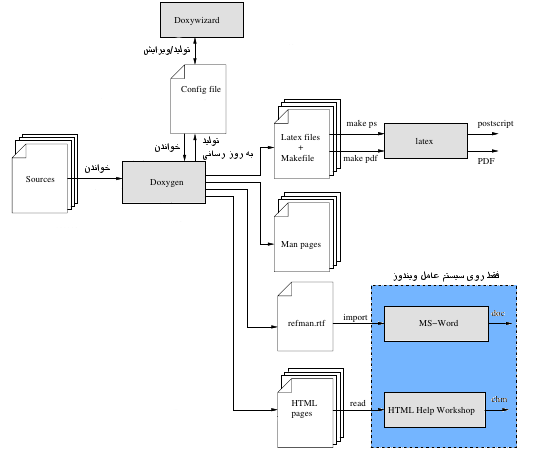 Doxywizard
تولید/ویرایش
Config file
خواندن
تولید
به روز رسانی
Sources
خواندن
Doxygen
Latex files
+
Makefile
make ps
make pdf
latex
postscript
PDF
Man pages
فقط روی سیستم عامل ویندوز
refman.rtf
import
MS-Word
doc
HTML
pages
read
HTML Help Workshop
chm